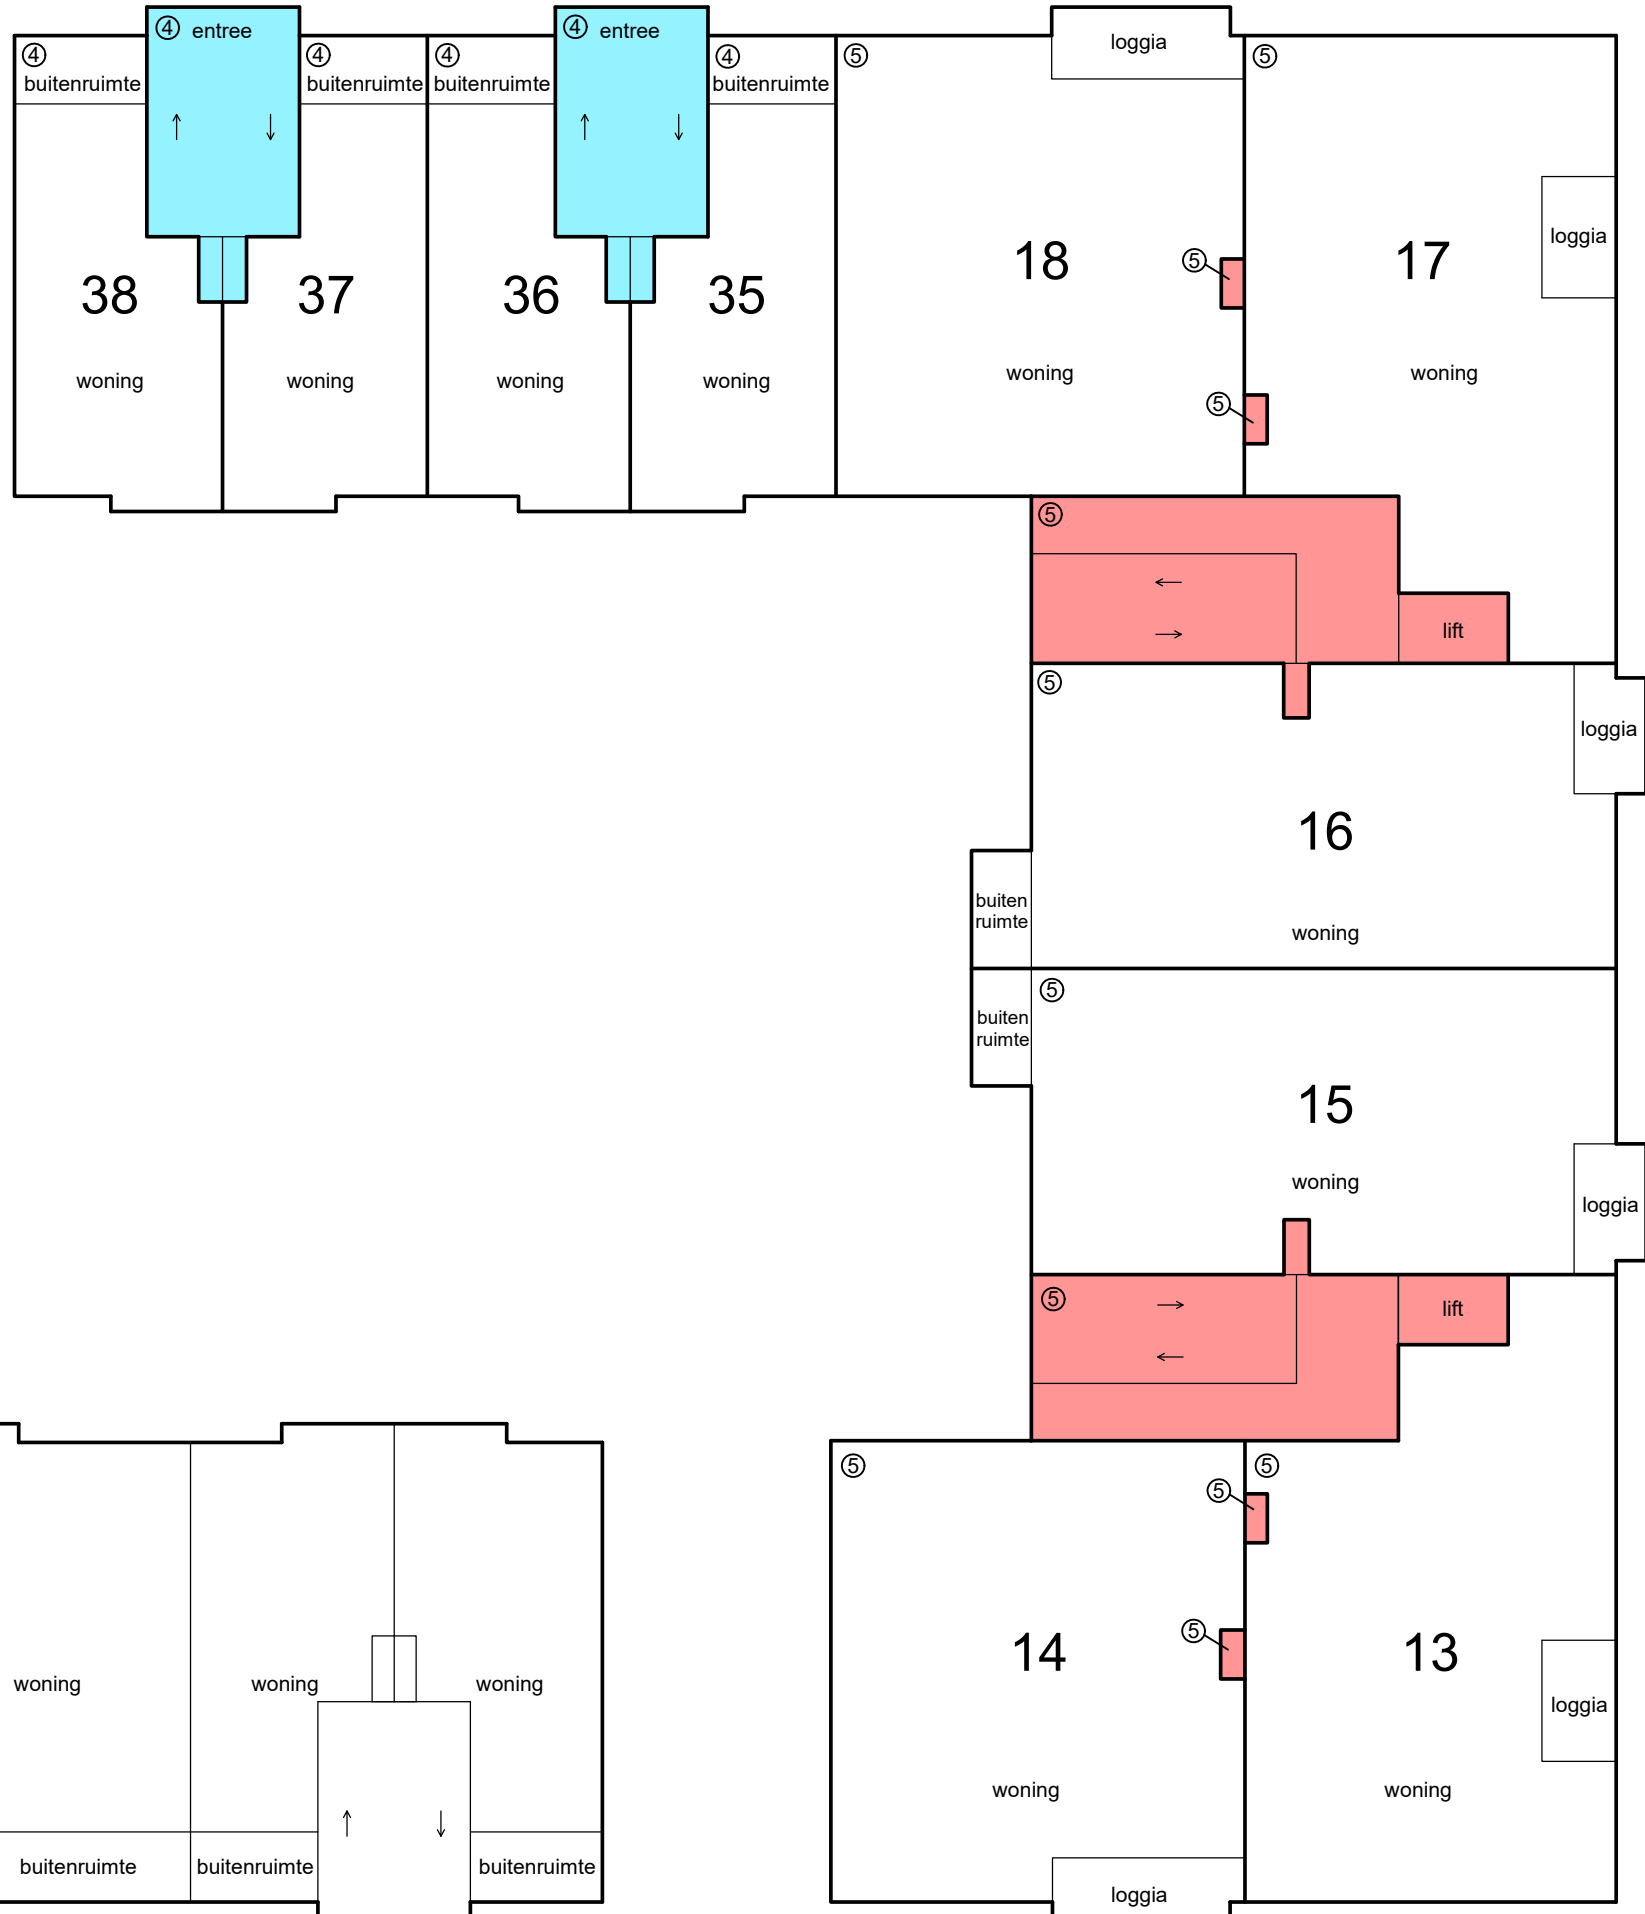 ④ entree
④ entree
④
④
④
④
⑤
loggia
⑤
buitenruimte
buitenruimte
buitenruimte
buitenruimte
loggia
⑤
18
17
38
37
36
35
woning
woning
woning
woning
woning
woning
⑤
⑤
lift
⑤
loggia
16
buiten
ruimte
woning
⑤
buiten
ruimte
15
woning
loggia
⑤
lift
⑤
⑤
⑤
⑤
14
13
woning
woning
woning
loggia
woning
woning
buitenruimte
buitenruimte
buitenruimte
loggia